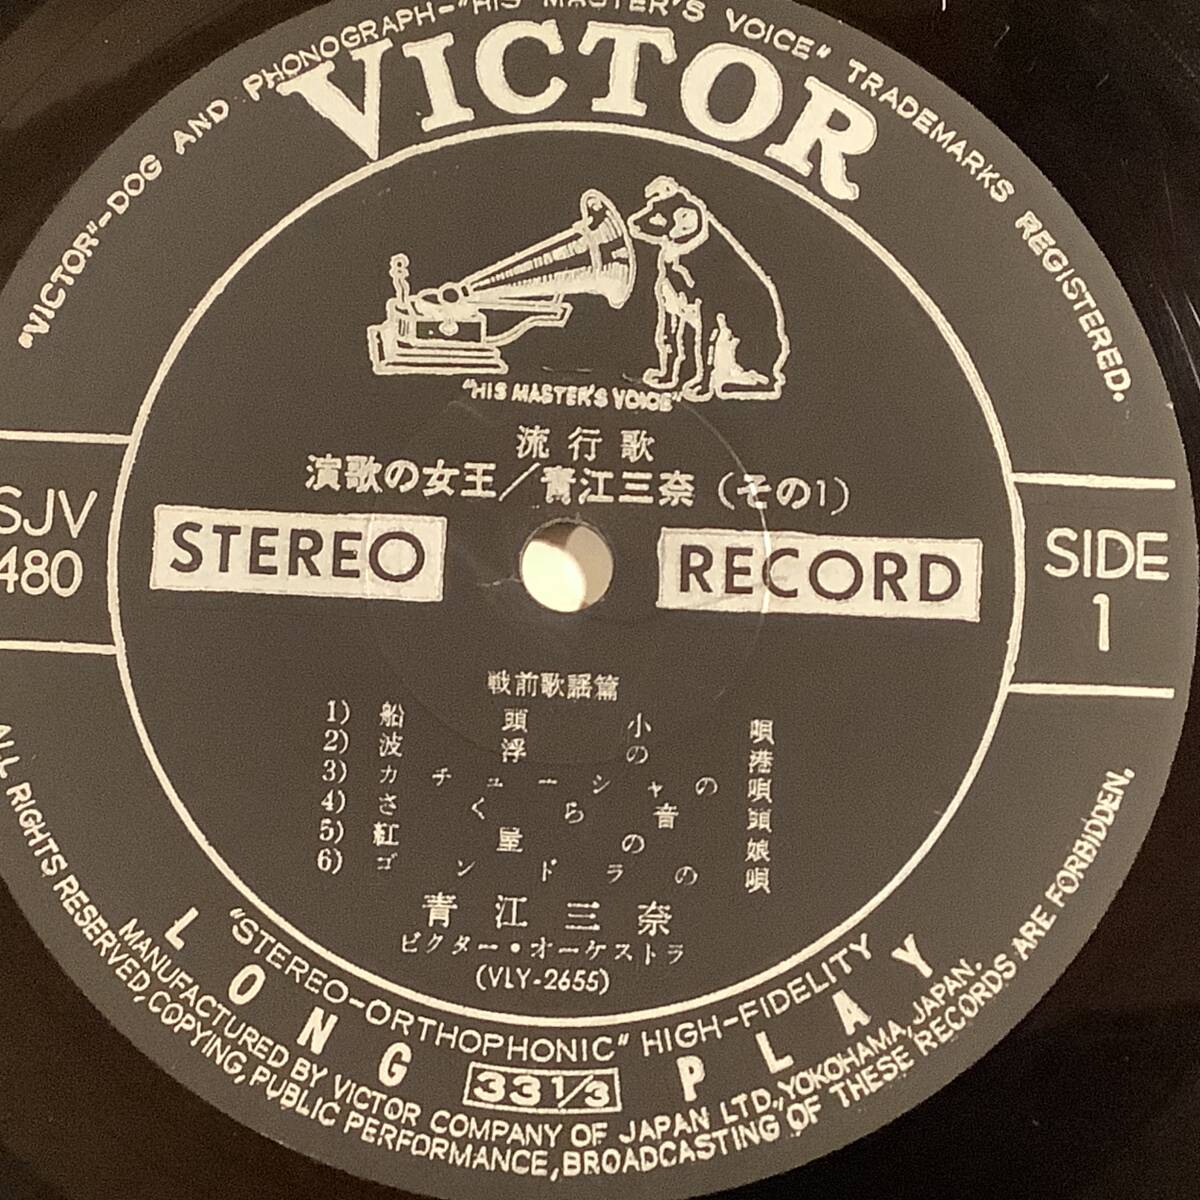 "VICTOR"-DOG AND PHONOGRAPH-"HIS MASTER'S VOICE" TRADEMARKS REGISTERED.
VICTOR
"HIS MASTER'S VOICE"
流行歌
演歌の女王／青江三奈（その1）
SJV
480
STEREO RECORD
SIDE
1
戦前歌謡篇
1) 船頭小唄
2) 波浮の港
3) カチューシャの唄
4) さくら音頭
5) 紅屋の娘
6) ゴンドラの唄
青江三奈
ビクター・オーケストラ
(VLY-2655)
"STEREO-ORTHOPHONIC" HIGH-FIDELITY
LONG 33 1/3 PLAY
MANUFACTURED BY VICTOR COMPANY OF JAPAN LTD., YOKOHAMA, JAPAN.
ALL RIGHTS RESERVED, COPYING, PUBLIC PERFORMANCE, BROADCASTING OF THESE RECORDS ARE FORBIDDEN.